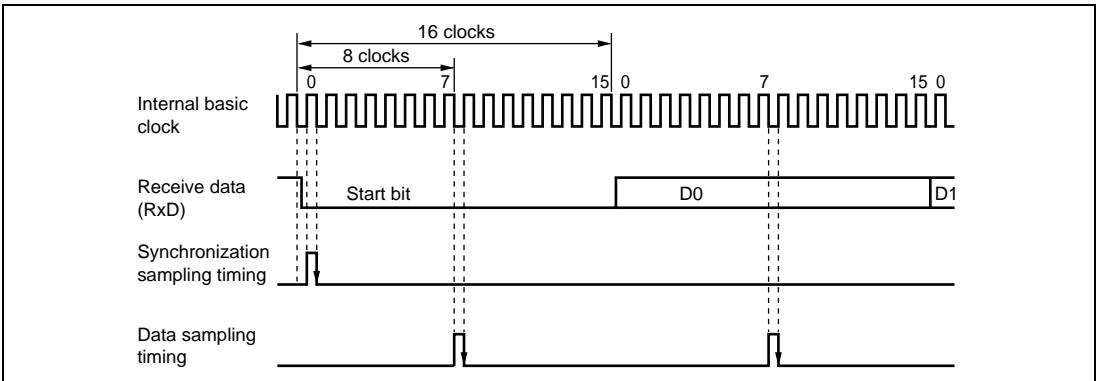 16 clocks
8 clocks
0 7 15 0 7 15 0
Internal basic
clock
Receive data
(RxD)
Start bit D0 D1
Synchronization
sampling timing
Data sampling
timing